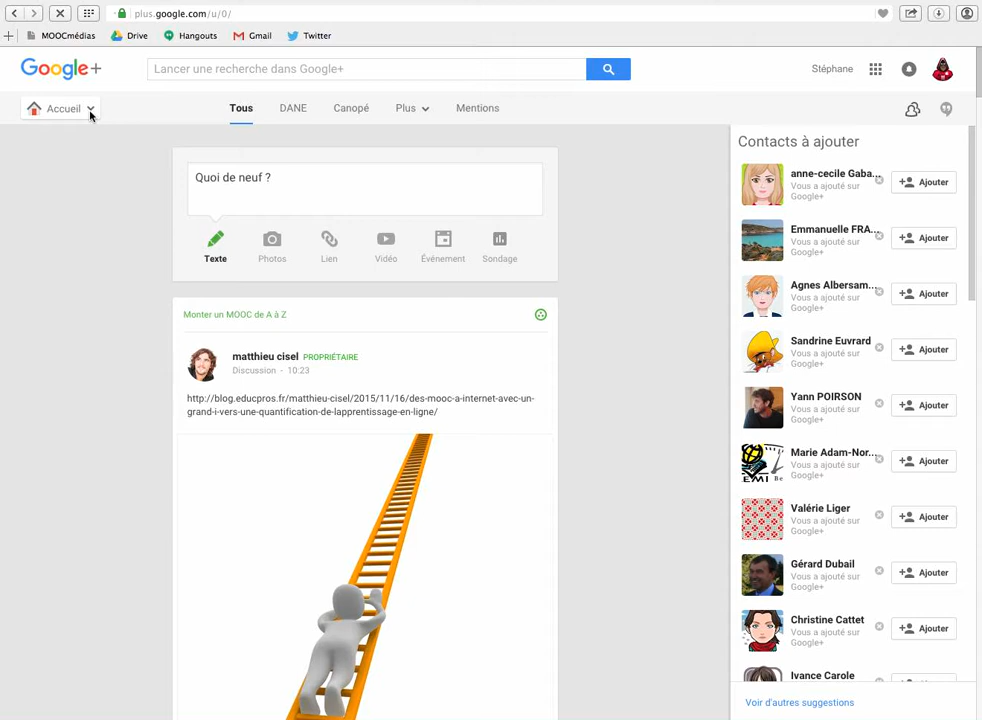 plus.google.com/u/0/
MOOCmédias Drive Hangouts Gmail Twitter
Google+
Lancer une recherche dans Google+
Stéphane
Accueil
Tous DANE Canopé Plus Mentions
Quoi de neuf ?
Texte Photos Lien Vidéo Événement Sondage
Monter un MOOC de A à Z
matthieu cisel PROPRIÉTAIRE
Discussion - 10:23
http://blog.educpros.fr/matthieu-cisel/2015/11/16/des-mooc-a-internet-avec-un-
grand-i-vers-une-quantification-de-lapprentissage-en-ligne/
Contacts à ajouter
anne-cecile Gaba...
Vous a ajouté sur
Google+
Ajouter
Emmanuelle FRA...
Vous a ajouté sur
Google+
Ajouter
Agnes Albersam...
Vous a ajouté sur
Google+
Ajouter
Sandrine Euvrard
Vous a ajouté sur
Google+
Ajouter
Yann POIRSON
Vous a ajouté sur
Google+
Ajouter
EMI Be
Marie Adam-Nor...
Vous a ajouté sur
Google+
Ajouter
Valérie Liger
Vous a ajouté sur
Google+
Ajouter
Gérard Dubail
Vous a ajouté sur
Google+
Ajouter
Christine Cattet
Vous a ajouté sur
Google+
Ajouter
Ivance Carole
Voir d'autres suggestions